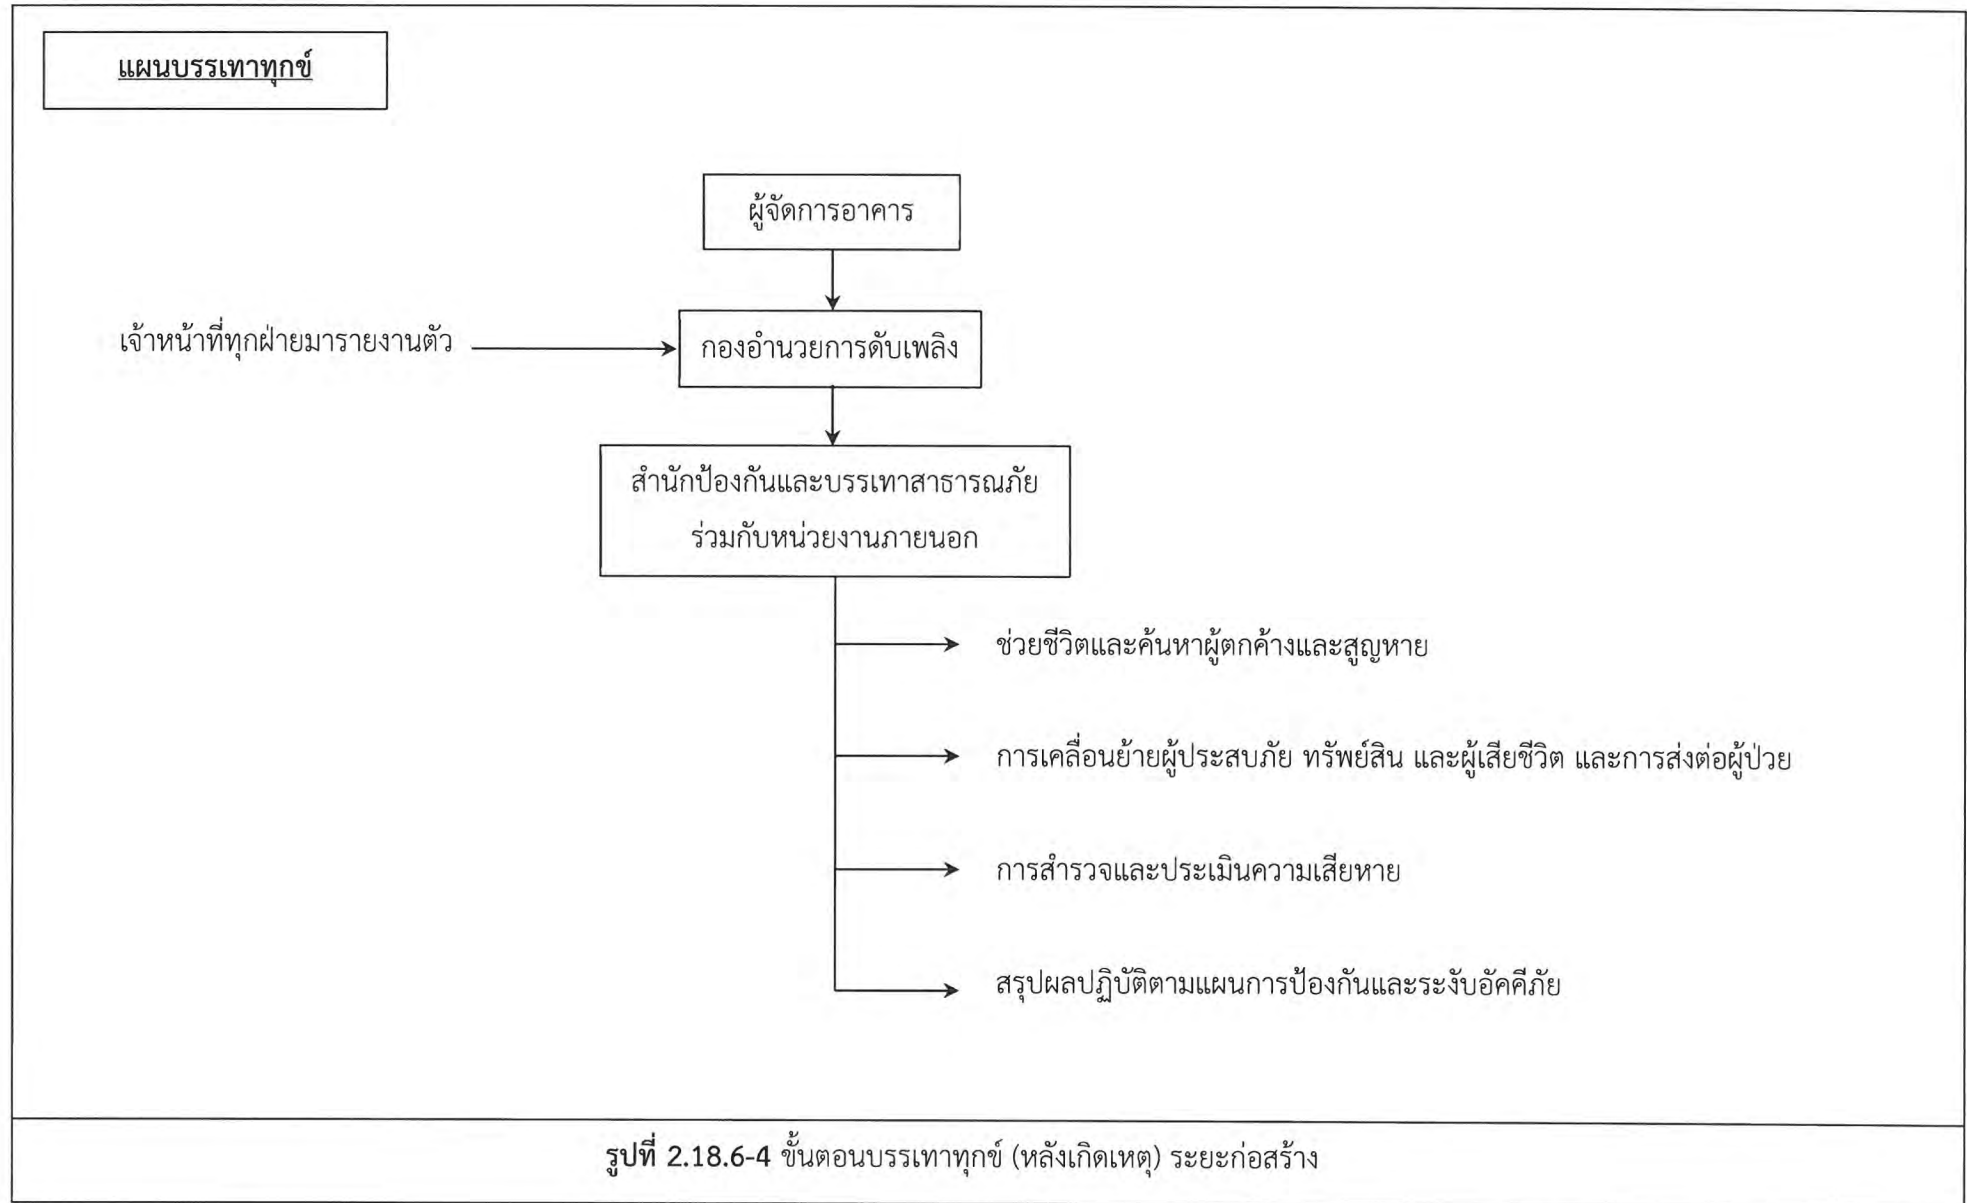 แผนบรรเทาทุกข์
ผู้จัดการอาคาร
เจ้าหน้าที่ทุกฝ่ายมารายงานตัว
กองอำนวยการดับเพลิง
สำนักป้องกันและบรรเทาสาธารณภัย
ร่วมกับหน่วยงานภายนอก
ช่วยชีวิตและค้นหาผู้ตกค้างและสูญหาย
การเคลื่อนย้ายผู้ประสบภัย ทรัพย์สิน และผู้เสียชีวิต และการส่งต่อผู้ป่วย
การสำรวจและประเมินความเสียหาย
สรุปผลปฏิบัติตามแผนการป้องกันและระงับอัคคีภัย
รูปที่ 2.18.6-4 ขั้นตอนบรรเทาทุกข์ (หลังเกิดเหตุ) ระยะก่อสร้าง